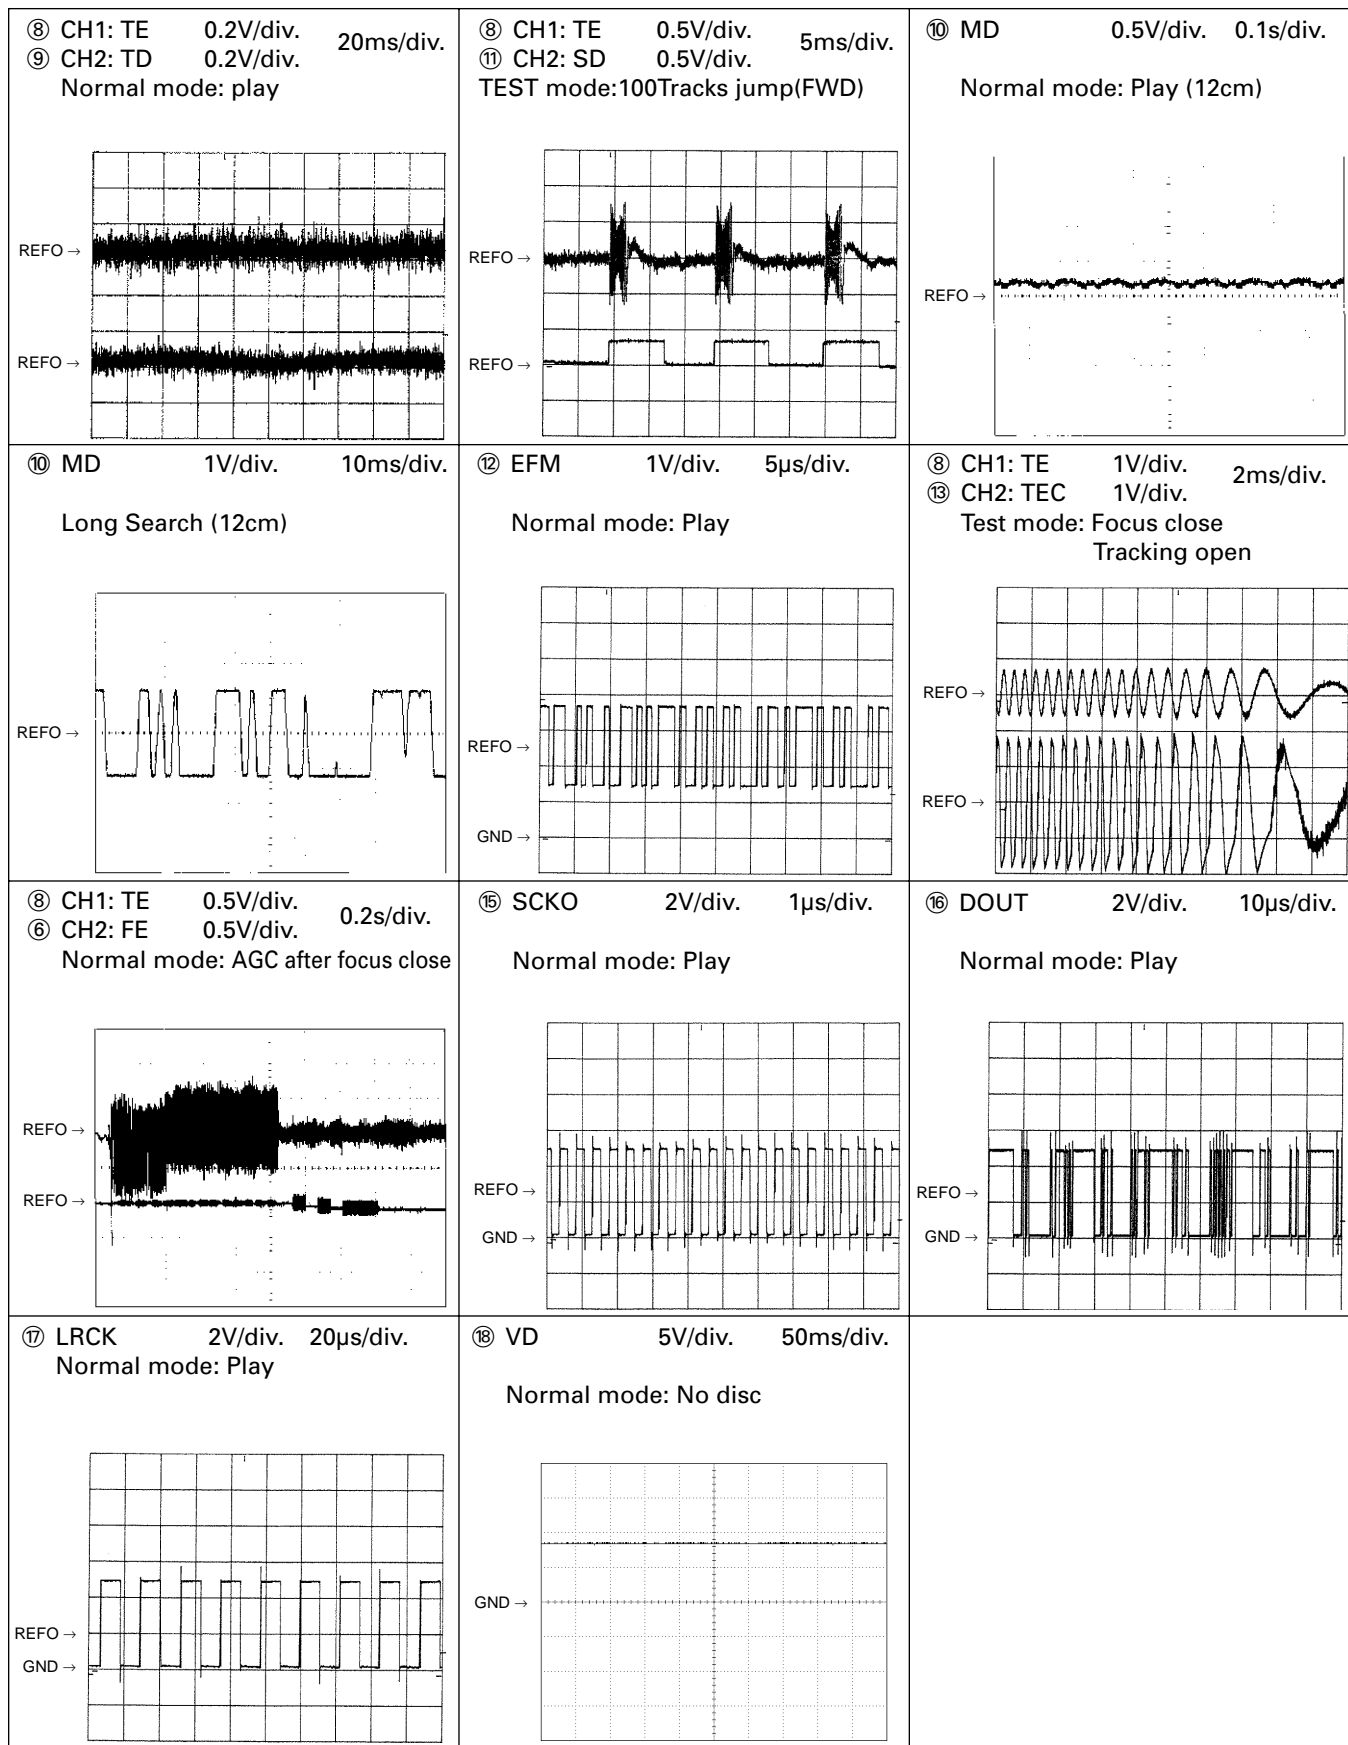 ⑧ CH1: TE 0.2V/div. 20ms/div.
⑨ CH2: TD 0.2V/div.
Normal mode: play
REFO →
REFO →
⑧ CH1: TE 0.5V/div. 5ms/div.
⑪ CH2: SD 0.5V/div.
TEST mode:100Tracks jump(FWD)
REFO →
REFO →
⑩ MD 0.5V/div. 0.1s/div.
Normal mode: Play (12cm)
REFO →
⑩ MD 1V/div. 10ms/div.
Long Search (12cm)
REFO →
⑫ EFM 1V/div. 5µs/div.
Normal mode: Play
REFO →
GND →
⑧ CH1: TE 1V/div. 2ms/div.
⑬ CH2: TEC 1V/div.
Test mode: Focus close
Tracking open
REFO →
REFO →
⑧ CH1: TE 0.5V/div. 0.2s/div.
⑥ CH2: FE 0.5V/div.
Normal mode: AGC after focus close
REFO →
REFO →
⑮ SCKO 2V/div. 1µs/div.
Normal mode: Play
REFO →
GND →
⑯ DOUT 2V/div. 10µs/div.
Normal mode: Play
REFO →
GND →
⑰ LRCK 2V/div. 20µs/div.
Normal mode: Play
REFO →
GND →
⑱ VD 5V/div. 50ms/div.
Normal mode: No disc
GND →